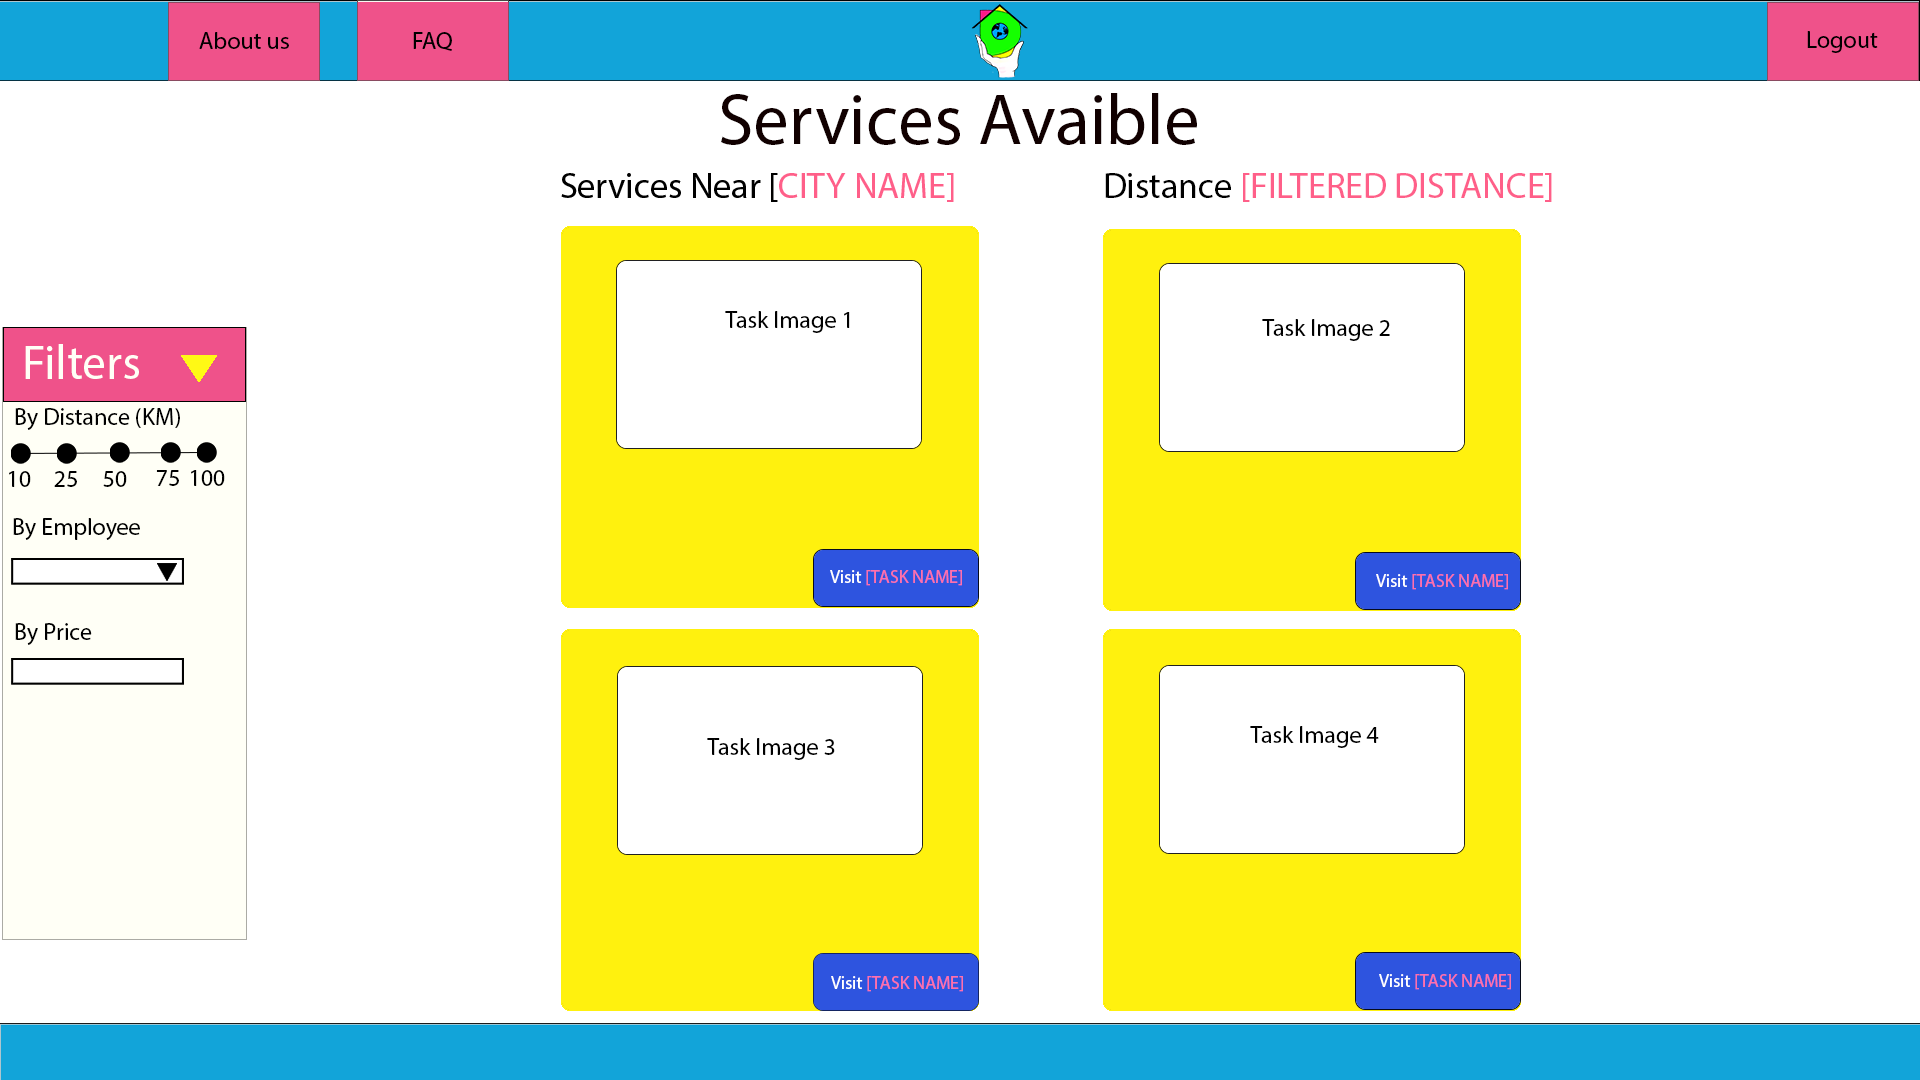 About us
FAQ
Logout
Services Avaible
Services Near [CITY NAME]
Distance [FILTERED DISTANCE]
Task Image 1
Task Image 2
Filters
By Distance (KM)
10 25 50 75 100
By Employee
Visit [TASK NAME]
Visit [TASK NAME]
By Price
Task Image 3
Task Image 4
Visit [TASK NAME]
Visit [TASK NAME]